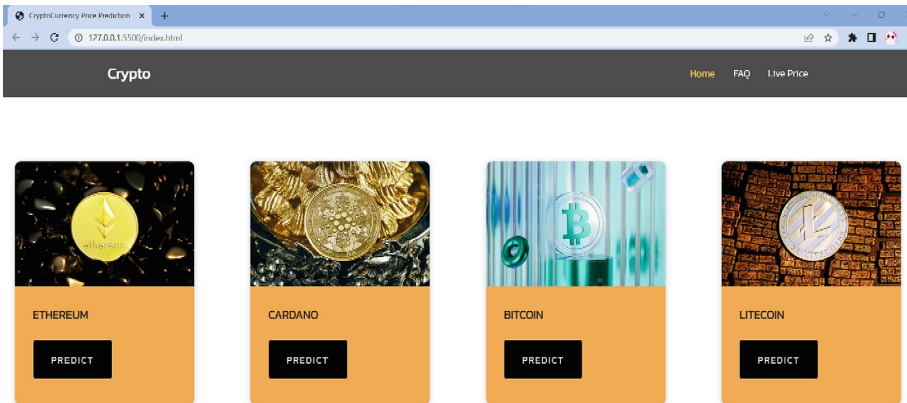 CryptoCurrency Price Prediction
127.0.0.1:5500/index.html
Crypto
Home FAQ Live Price
ethereum
ETHEREUM
CARDANO
BITCOIN
LITECOIN
PREDICT
PREDICT
PREDICT
PREDICT